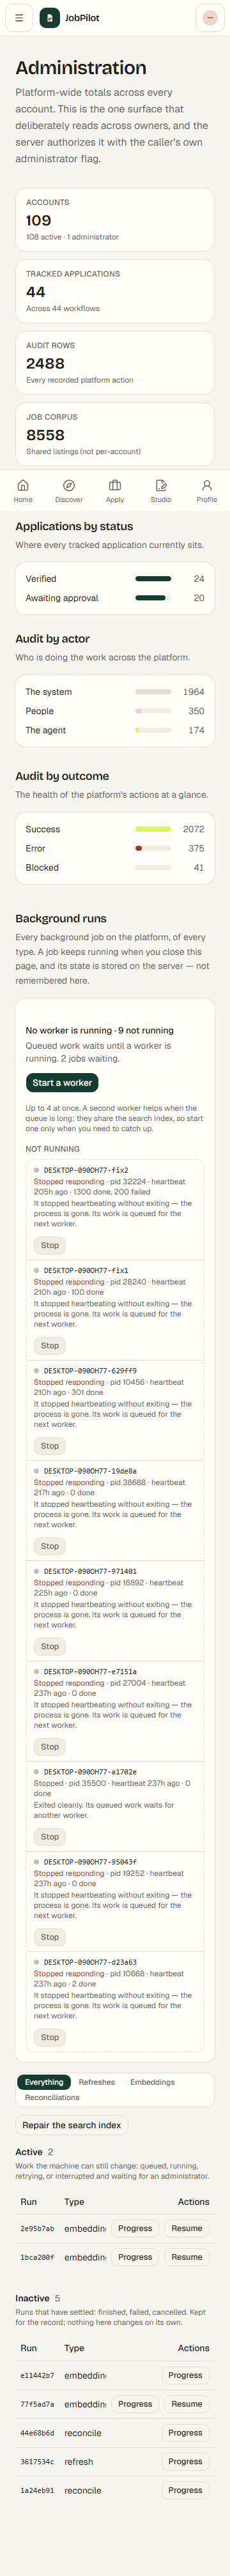 JobPilot
Administration
Platform-wide totals across every
account. This is the one surface that
deliberately reads across owners, and the
server authorizes it with the caller's own
administrator flag.
ACCOUNTS
109
108 active · 1 administrator
TRACKED APPLICATIONS
44
Across 44 workflows
AUDIT ROWS
2488
Every recorded platform action
JOB CORPUS
8558
Shared listings (not per-account)
Home Discover Apply Studio Profile
Applications by status
Where every tracked application currently sits.
Verified 24
Awaiting approval 20
Audit by actor
Who is doing the work across the platform.
The system 1964
People 350
The agent 174
Audit by outcome
The health of the platform's actions at a glance.
Success 2072
Error 375
Blocked 41
Background runs
Every background job on the platform, of every
type. A job keeps running when you close this
page, and its state is stored on the server — not
remembered here.
No worker is running · 9 not running
Queued work waits until a worker is
running. 2 jobs waiting.
Start a worker
Up to 4 at once. A second worker helps when the
queue is long; they share the search index, so start
one only when you need to catch up.
NOT RUNNING
DESKTOP-090OH77-fix2
Stopped responding · pid 32224 · heartbeat
205h ago · 1300 done, 200 failed
It stopped heartbeating without exiting — the
process is gone. Its work is queued for the
next worker.
Stop
DESKTOP-090OH77-fix1
Stopped responding · pid 28240 · heartbeat
210h ago · 100 done
It stopped heartbeating without exiting — the
process is gone. Its work is queued for the
next worker.
Stop
DESKTOP-090OH77-629ff9
Stopped responding · pid 10456 · heartbeat
210h ago · 301 done
It stopped heartbeating without exiting — the
process is gone. Its work is queued for the
next worker.
Stop
DESKTOP-090OH77-19de8a
Stopped responding · pid 38688 · heartbeat
217h ago · 0 done
It stopped heartbeating without exiting — the
process is gone. Its work is queued for the
next worker.
Stop
DESKTOP-090OH77-971401
Stopped responding · pid 18892 · heartbeat
225h ago · 0 done
It stopped heartbeating without exiting — the
process is gone. Its work is queued for the
next worker.
Stop
DESKTOP-090OH77-e7151a
Stopped responding · pid 27004 · heartbeat
237h ago · 0 done
It stopped heartbeating without exiting — the
process is gone. Its work is queued for the
next worker.
Stop
DESKTOP-090OH77-a1702e
Stopped · pid 35500 · heartbeat 237h ago · 0
done
Exited cleanly. Its queued work waits for
another worker.
Stop
DESKTOP-090OH77-95043f
Stopped responding · pid 19252 · heartbeat
237h ago · 0 done
It stopped heartbeating without exiting — the
process is gone. Its work is queued for the
next worker.
Stop
DESKTOP-090OH77-d23a63
Stopped responding · pid 10668 · heartbeat
237h ago · 2 done
It stopped heartbeating without exiting — the
process is gone. Its work is queued for the
next worker.
Stop
Everything Refreshes Embeddings
Reconciliations
Repair the search index
Active 2
Work the machine can still change: queued, running,
retrying, or interrupted and waiting for an administrator.
Run Type Actions
2e95b7ab embedding Progress Resume
1bca200f embedding Progress Resume
Inactive 5
Runs that have settled: finished, failed, cancelled. Kept
for the record; nothing here changes on its own.
Run Type Actions
e11442b7 embedding Progress
77f5ad7a embedding Progress Resume
44e68b6d reconcile Progress
3617534c refresh Progress
1a24eb91 reconcile Progress